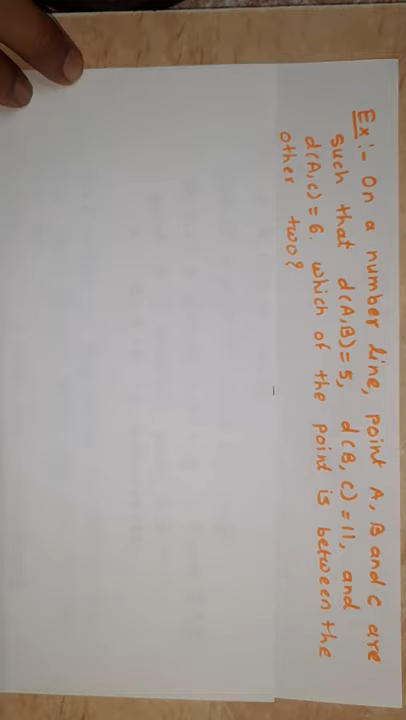 Ex:- On a number line, point A, B and C are
such that d(A,B)=5, d(B,C)=11, and
d(A,C)=6. which of the point is between the
other two?